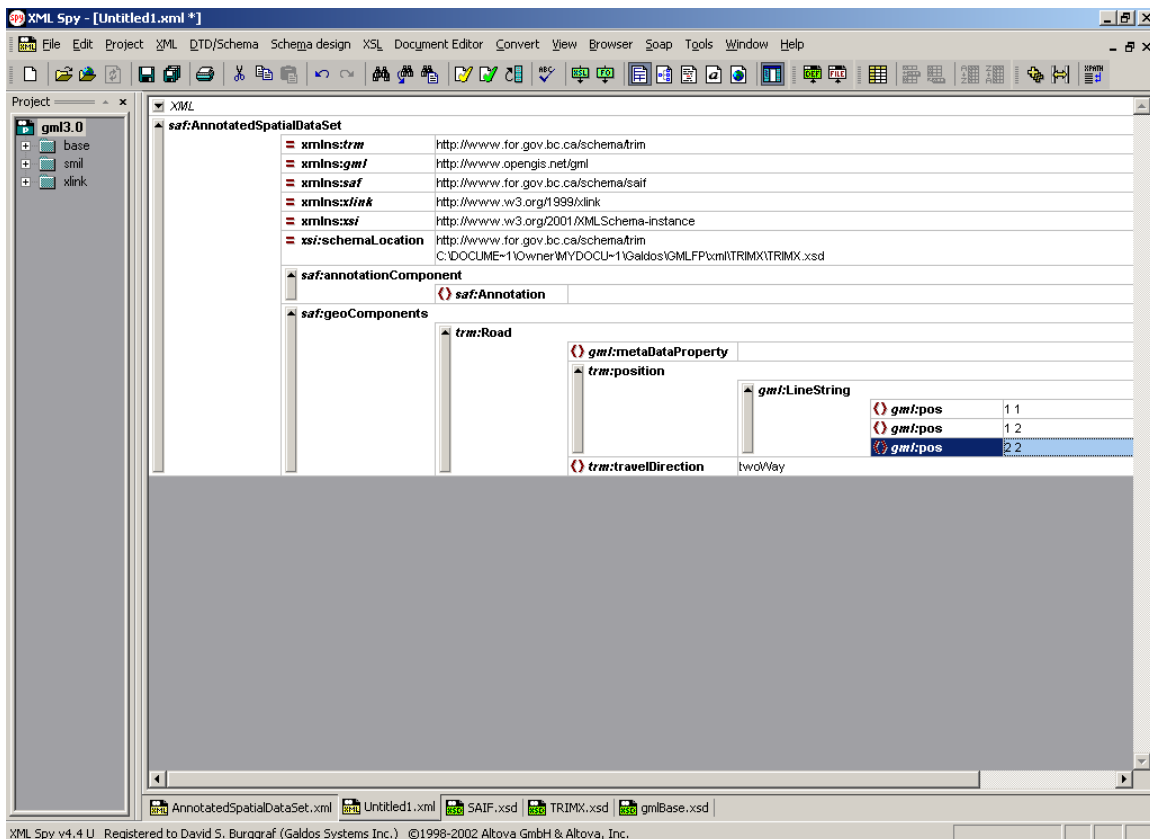 XML Spy - [Untitled1.xml *]
File Edit Project XML DTD/Schema Schema design XSL Document Editor Convert View Browser Soap Tools Window Help
Project
XML
gml3.0
base
smil
xlink
saf:AnnotatedSpatialDataSet
= xmlns:trm http://www.for.gov.bc.ca/schema/trim
= xmlns:gml http://www.opengis.net/gml
= xmlns:saf http://www.for.gov.bc.ca/schema/saif
= xmlns:xlink http://www.w3.org/1999/xlink
= xmlns:xsi http://www.w3.org/2001/XMLSchema-instance
= xsi:schemaLocation http://www.for.gov.bc.ca/schema/trim
C:\DOCUME~1\Owner\MYDOCU~1\Galdos\GMLFP\xml\TRIMX\TRIMX.xsd
saf:annotationComponent
() saf:Annotation
saf:geoComponents
trm:Road
() gml:metaDataProperty
trm:position
gml:LineString
() gml:pos 1 1
() gml:pos 1 2
() gml:pos 2 2
() trm:travelDirection twoWay
AnnotatedSpatialDataSet.xml Untitled1.xml SAIF.xsd TRIMX.xsd gmlBase.xsd
XML Spy v4.4 U Registered to David S. Burggraf (Galdos Systems Inc.) ©1998-2002 Altova GmbH & Altova, Inc.